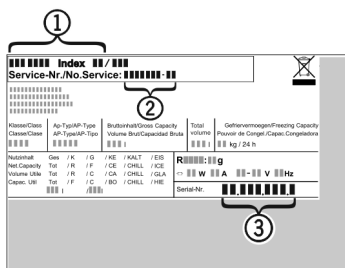 1
Index /
Service-Nr./No.Service: -
2
Klasse/Class Ap-Typ/AP-Type Bruttoinhalt/Gross Capacity Total Gefriervermoegen/Freezing Capacity
Classe/Clase AP-Type/AP-Tipo Volume Brut/Capacidad Bruta volume Pouvoir de Congel./Capac.Congeladora
l l kg / 24 h
Nutzinhalt Ges / K / G / KE / KALT / EIS
Net.Capacity Tot / R / F / CE / CHILL / ICE
Volume Utile Tot / R / C / CA / CHILL / GLA
Capac. Util Tot / F / C / BO / CHILL / HIE
l / l
R : g
W A - V Hz
Serial-Nr. . . .
3